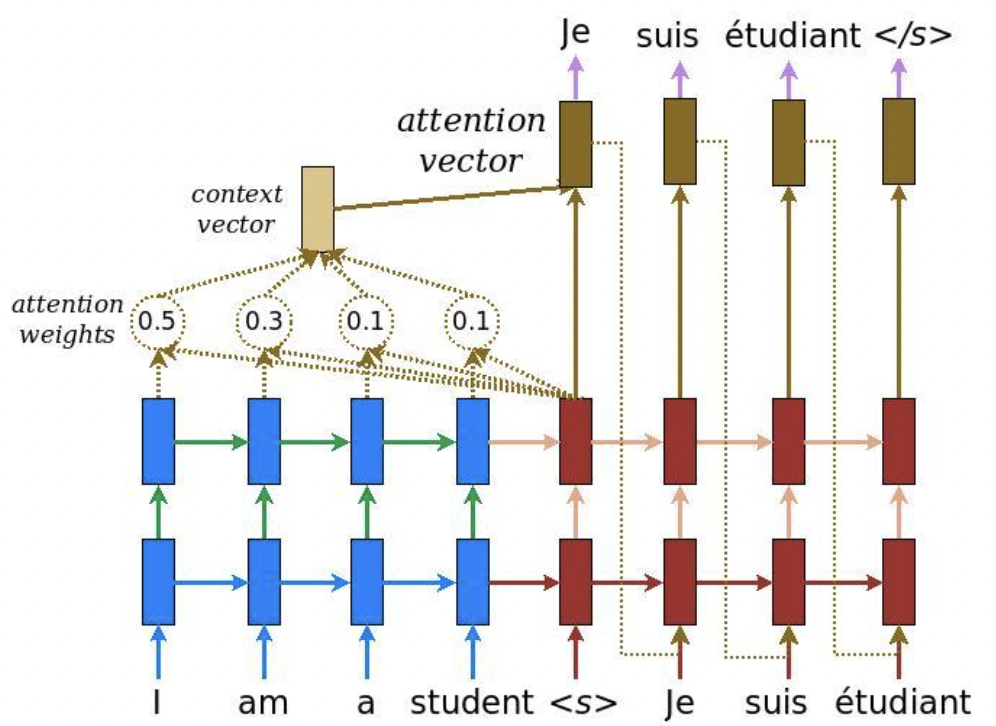 Je suis étudiant </s>
attention
vector
context
vector
attention
weights
0.5 0.3 0.1 0.1
I am a student <s> Je suis étudiant